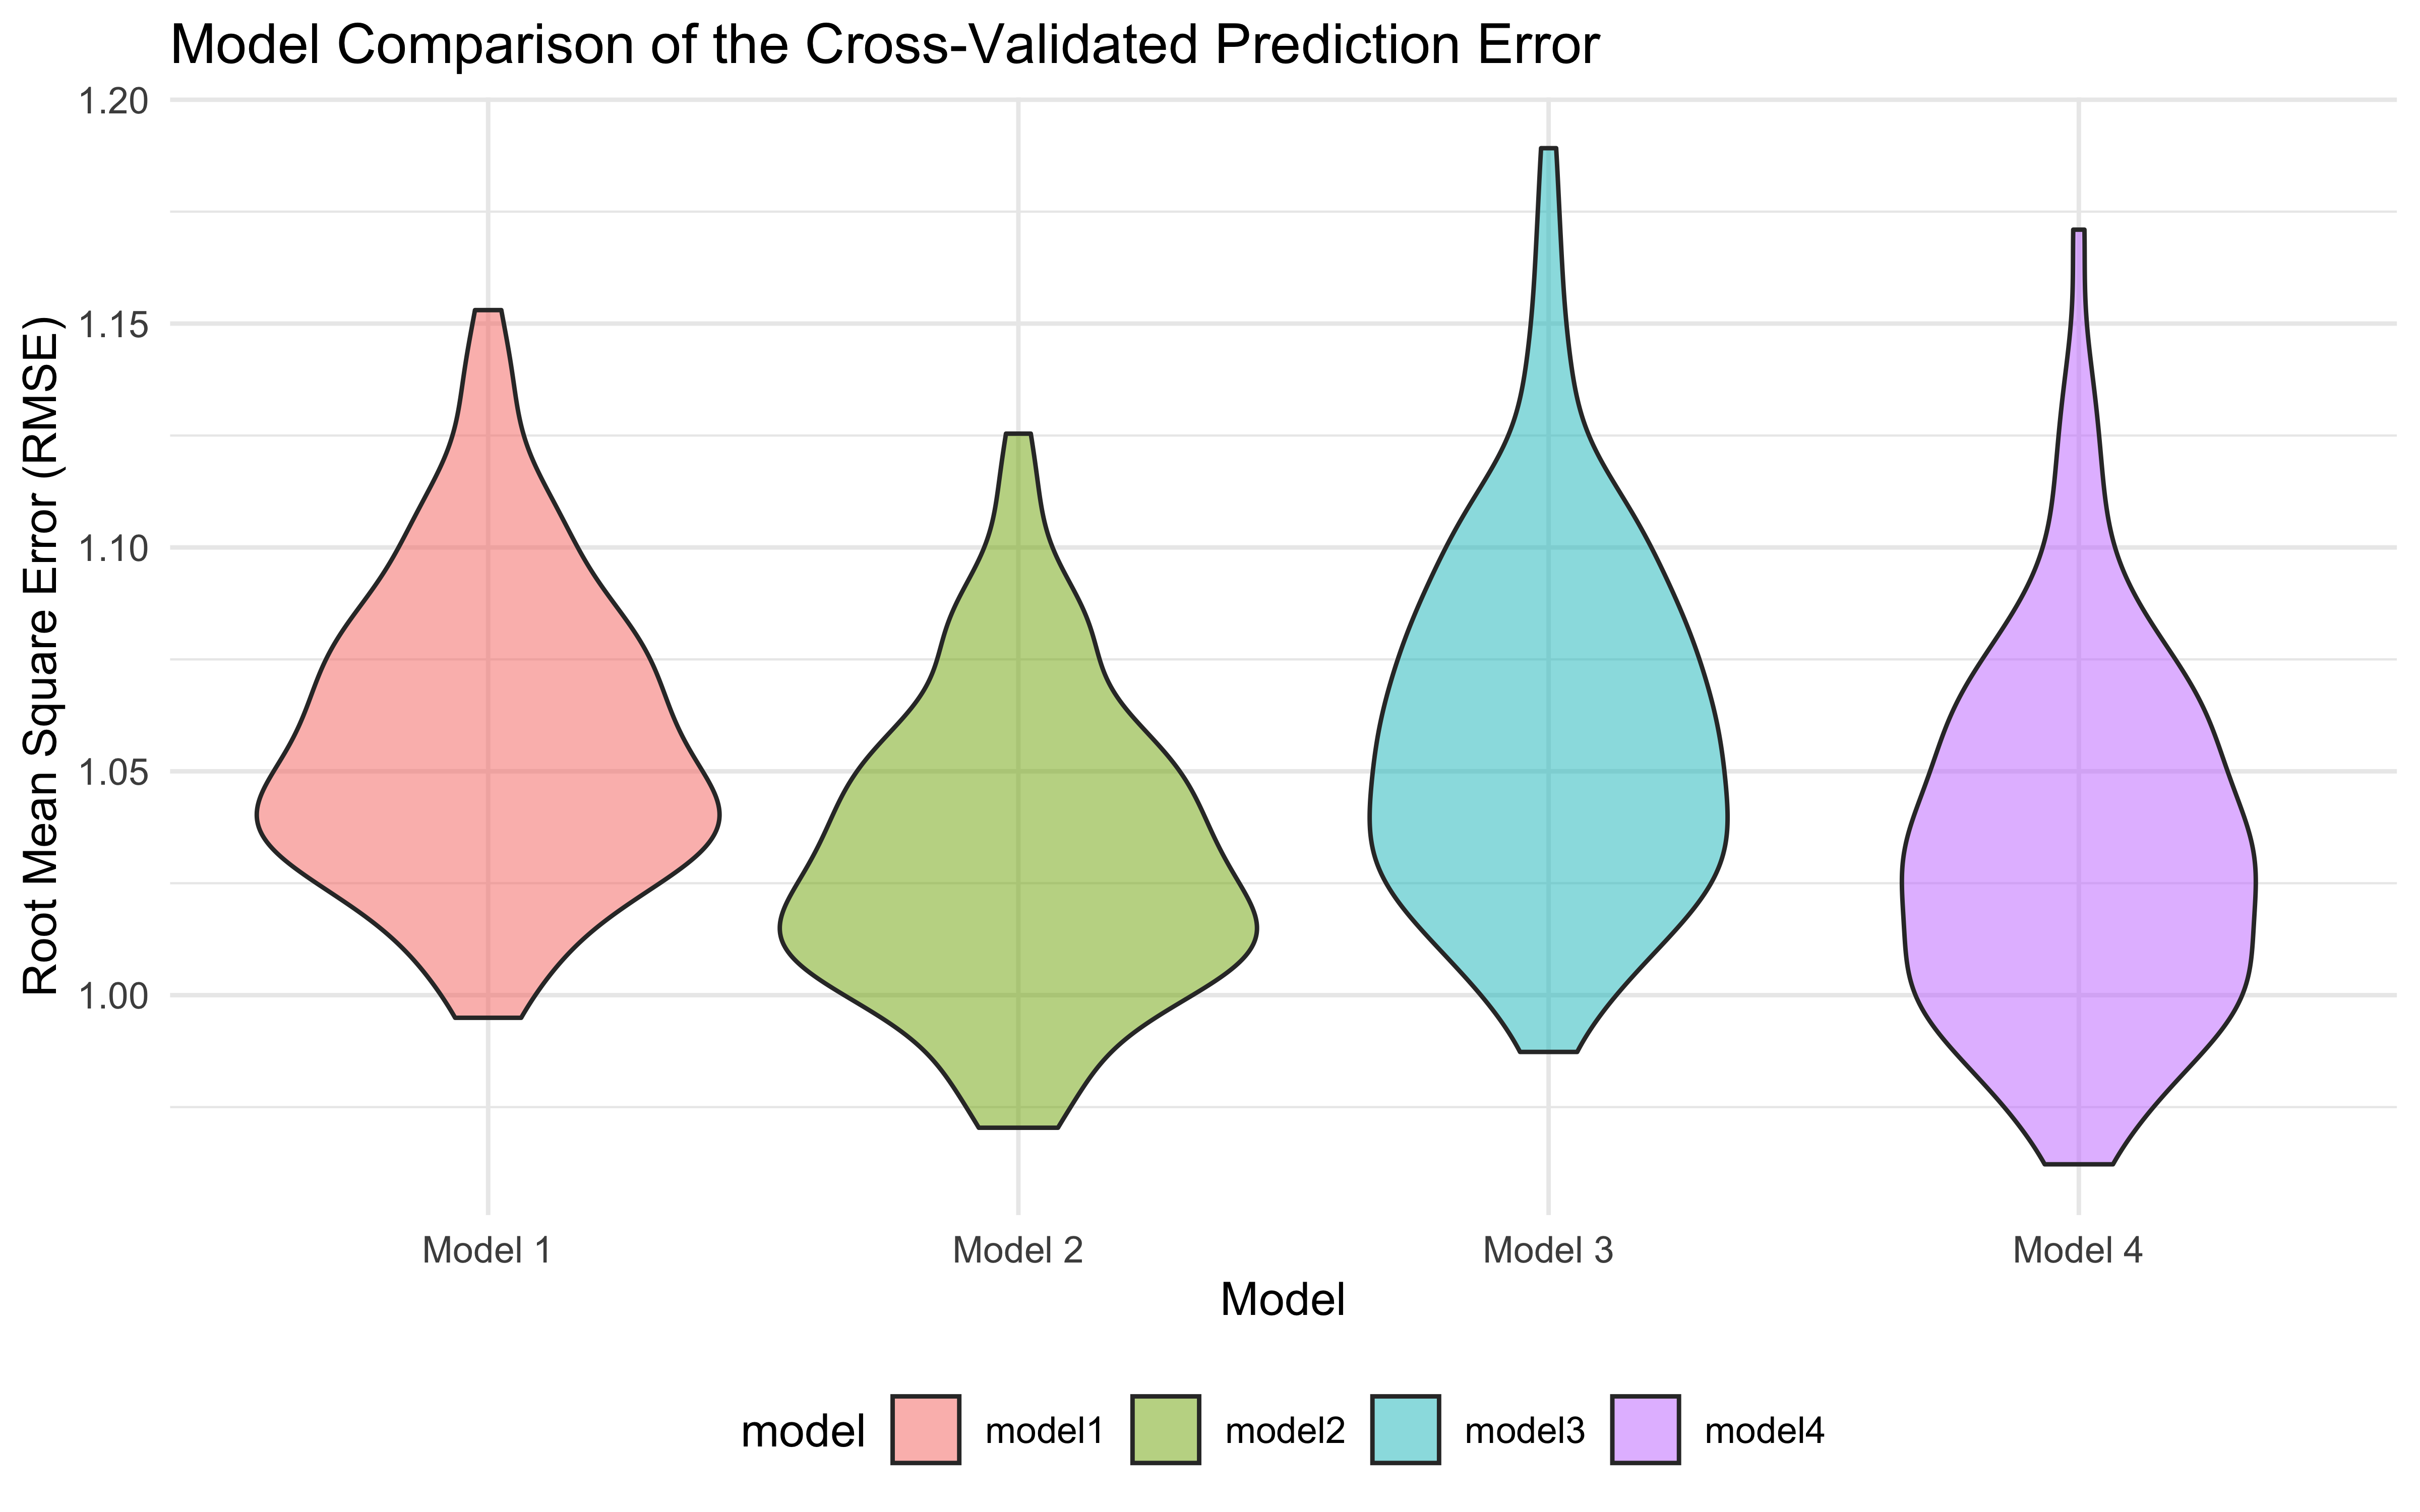 Model Comparison of the Cross-Validated Prediction Error
Root Mean Square Error (RMSE)
1.20
1.15
1.10
1.05
1.00
Model 1
Model 2
Model 3
Model 4
Model
model
model1
model2
model3
model4